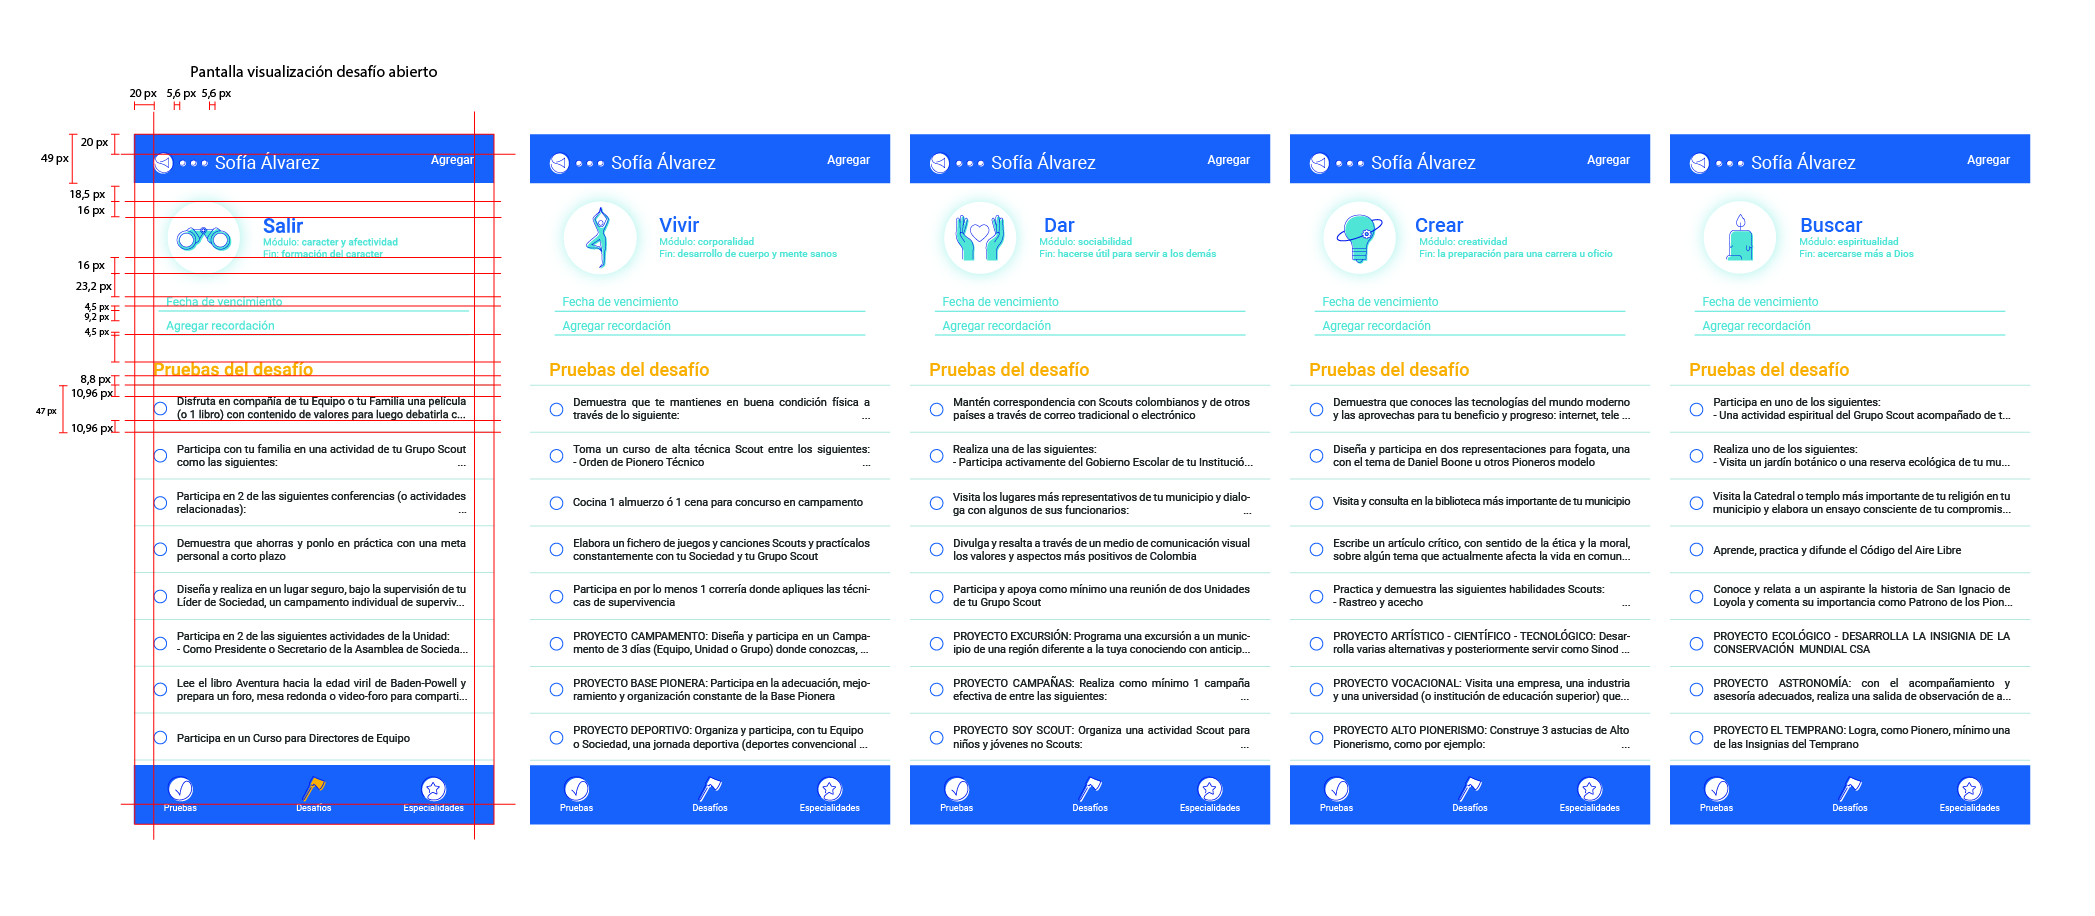 Pantalla visualización desafío abierto
20 px
5,6 px
5,6 px
49 px
20 px
18,5 px
16 px
16 px
23,2 px
4,5 px
9,2 px
4,5 px
8,8 px
10,96 px
47 px
10,96 px
Sofía Álvarez
Agregar
Salir
Módulo: caracter y afectividad
Fin: formación del caracter
Fecha de vencimiento
Agregar recordación
Pruebas del desafío
Disfruta en compañía de tu Equipo o tu Familia una película
(o 1 libro) con contenido de valores para luego debatirla c...
Participa con tu familia en una actividad de tu Grupo Scout
como las siguientes: ...
Participa en 2 de las siguientes conferencias (o actividades
relacionadas): ...
Demuestra que ahorras y ponlo en práctica con una meta
personal a corto plazo
Diseña y realiza en un lugar seguro, bajo la supervisión de tu
Líder de Sociedad, un campamento individual de superviv...
Participa en 2 de las siguientes actividades de la Unidad:
- Como Presidente o Secretario de la Asamblea de Socieda...
Lee el libro Aventura hacia la edad viril de Baden-Powell y
prepara un foro, mesa redonda o video-foro para comparti...
Participa en un Curso para Directores de Equipo
Pruebas
Desafíos
Especialidades
Sofía Álvarez
Agregar
Vivir
Módulo: corporalidad
Fin: desarrollo de cuerpo y mente sanos
Fecha de vencimiento
Agregar recordación
Pruebas del desafío
Demuestra que te mantienes en buena condición física a
través de lo siguiente: ...
Toma un curso de alta técnica Scout entre los siguientes:
- Orden de Pionero Técnico ...
Cocina 1 almuerzo ó 1 cena para concurso en campamento
Elabora un fichero de juegos y canciones Scouts y practícalos
constantemente con tu Sociedad y tu Grupo Scout
Participa en por lo menos 1 correría donde apliques las técni-
cas de supervivencia
PROYECTO CAMPAMENTO: Diseña y participa en un Campa-
mento de 3 días (Equipo, Unidad o Grupo) donde conozcas, ...
PROYECTO BASE PIONERA: Participa en la adecuación, mejo-
ramiento y organización constante de la Base Pionera
PROYECTO DEPORTIVO: Organiza y participa, con tu Equipo
o Sociedad, una jornada deportiva (deportes convencional ...
Pruebas
Desafíos
Especialidades
Sofía Álvarez
Agregar
Dar
Módulo: sociabilidad
Fin: hacerse útil para servir a los demás
Fecha de vencimiento
Agregar recordación
Pruebas del desafío
Mantén correspondencia con Scouts colombianos y de otros
países a través de correo tradicional o electrónico
Realiza una de las siguientes:
- Participa activamente del Gobierno Escolar de tu Institució...
Visita los lugares más representativos de tu municipio y dialo-
ga con algunos de sus funcionarios: ...
Divulga y resalta a través de un medio de comunicación visual
los valores y aspectos más positivos de Colombia
Participa y apoya como mínimo una reunión de dos Unidades
de tu Grupo Scout
PROYECTO EXCURSIÓN: Programa una excursión a un munic-
ipio de una región diferente a la tuya conociendo con anticip...
PROYECTO CAMPAÑAS: Realiza como mínimo 1 campaña
efectiva de entre las siguientes: ...
PROYECTO SOY SCOUT: Organiza una actividad Scout para
niños y jóvenes no Scouts: ...
Pruebas
Desafíos
Especialidades
Sofía Álvarez
Agregar
Crear
Módulo: creatividad
Fin: la preparación para una carrera u oficio
Fecha de vencimiento
Agregar recordación
Pruebas del desafío
Demuestra que conoces las tecnologías del mundo moderno
y las aprovechas para tu beneficio y progreso: internet, tele ...
Diseña y participa en dos representaciones para fogata, una
con el tema de Daniel Boone u otros Pioneros modelo
Visita y consulta en la biblioteca más importante de tu municipio
Escribe un artículo crítico, con sentido de la ética y la moral,
sobre algún tema que actualmente afecta la vida en comun...
Practica y demuestra las siguientes habilidades Scouts:
- Rastreo y acecho ...
PROYECTO ARTÍSTICO - CIENTÍFICO - TECNOLÓGICO: Desar-
rolla varias alternativas y posteriormente servir como Sinod ...
PROYECTO VOCACIONAL: Visita una empresa, una industria
y una universidad (o institución de educación superior) que...
PROYECTO ALTO PIONERISMO: Construye 3 astucias de Alto
Pionerismo, como por ejemplo: ...
Pruebas
Desafíos
Especialidades
Sofía Álvarez
Agregar
Buscar
Módulo: espiritualidad
Fin: acercarse más a Dios
Fecha de vencimiento
Agregar recordación
Pruebas del desafío
Participa en uno de los siguientes:
- Una actividad espiritual del Grupo Scout acompañado de t...
Realiza uno de los siguientes:
- Visita un jardín botánico o una reserva ecológica de tu mu...
Visita la Catedral o templo más importante de tu religión en tu
municipio y elabora un ensayo consciente de tu compromis...
Aprende, practica y difunde el Código del Aire Libre
Conoce y relata a un aspirante la historia de San Ignacio de
Loyola y comenta su importancia como Patrono de los Pion...
PROYECTO ECOLÓGICO - DESARROLLA LA INSIGNIA DE LA
CONSERVACIÓN MUNDIAL CSA
PROYECTO ASTRONOMÍA: con el acompañamiento y
asesoría adecuados, realiza una salida de observación de a...
PROYECTO EL TEMPRANO: Logra, como Pionero, mínimo una
de las Insignias del Temprano
Pruebas
Desafíos
Especialidades